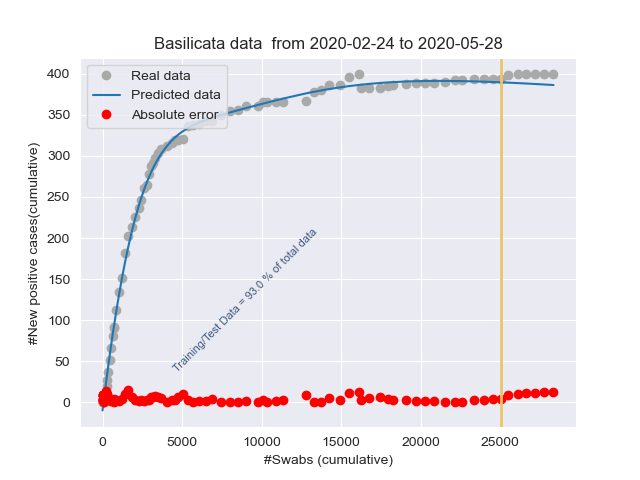 Basilicata data  from 2020-02-24 to 2020-05-28
400
350
300
250
200
150
100
50
0
#New positive cases(cumulative)
Real data
Predicted data
Absolute error
Training/Test Data = 93.0 % of total data
0 5000 10000 15000 20000 25000
#Swabs (cumulative)